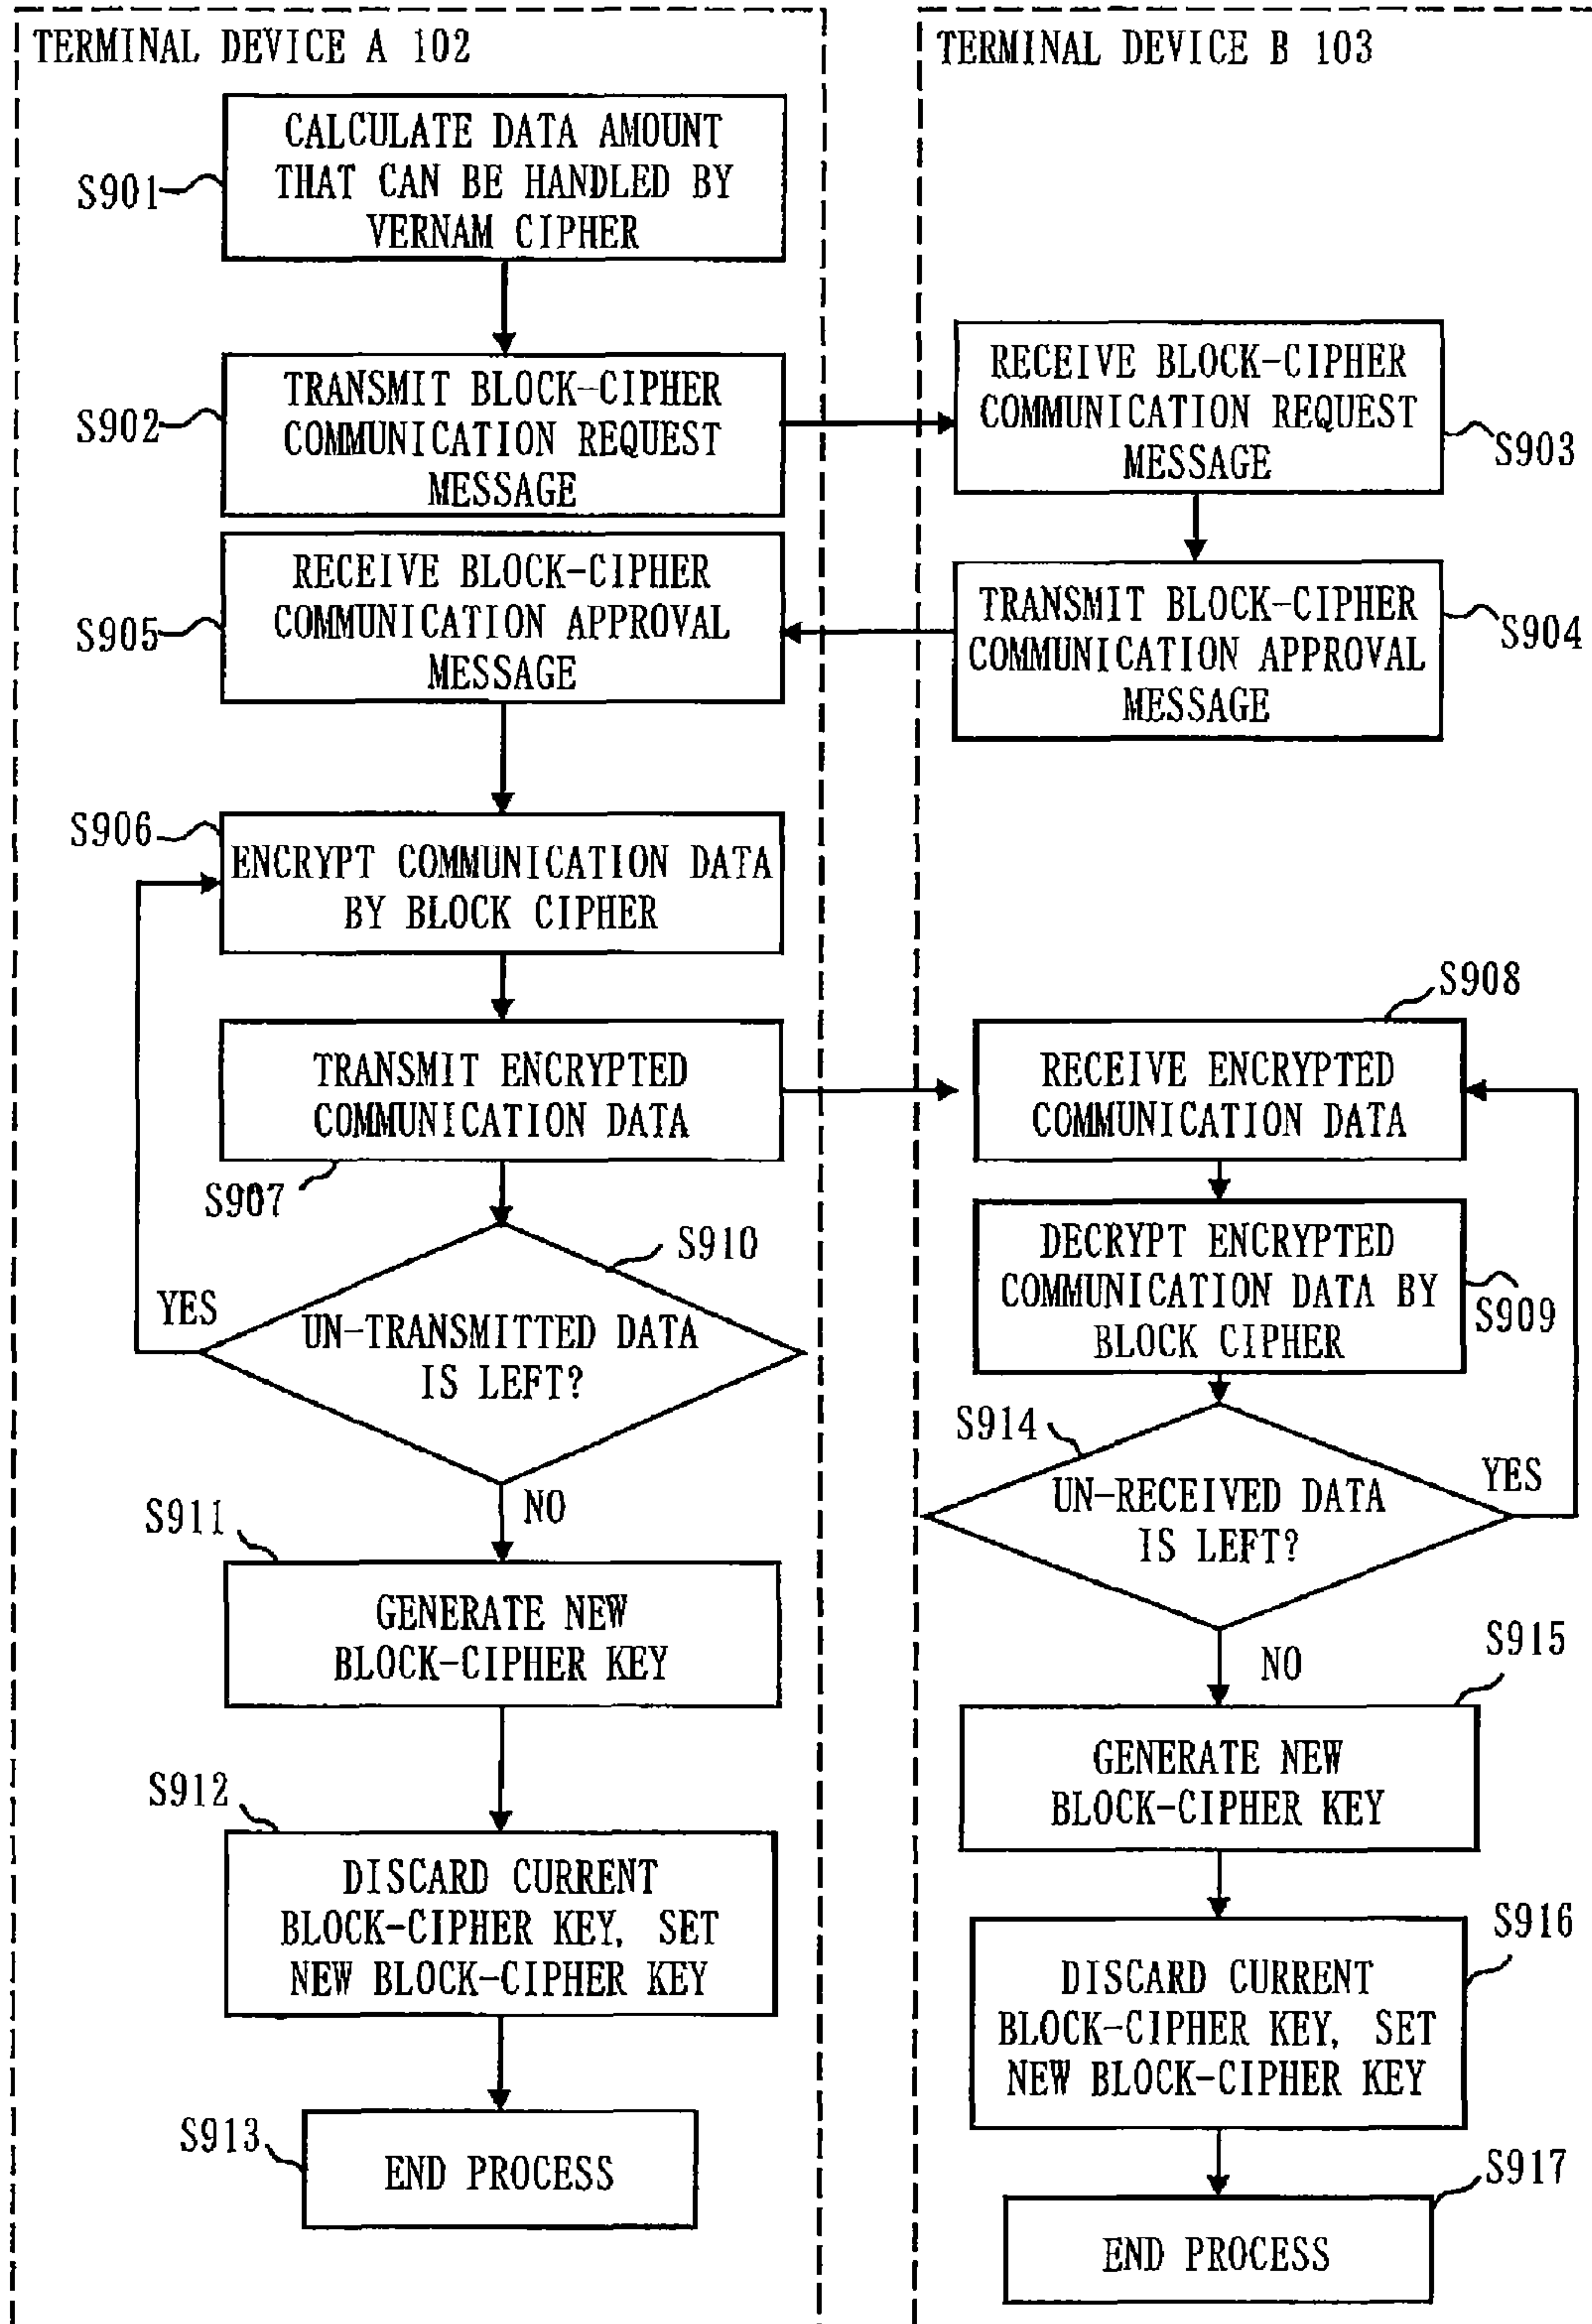 TERMINAL DEVICE A 102
S901
CALCULATE DATA AMOUNT
THAT CAN BE HANDLED BY
VERNAM CIPHER
S902
TRANSMIT BLOCK-CIPHER
COMMUNICATION REQUEST
MESSAGE
S905
RECEIVE BLOCK-CIPHER
COMMUNICATION APPROVAL
MESSAGE
S906
ENCRYPT COMMUNICATION DATA
BY BLOCK CIPHER
TRANSMIT ENCRYPTED
COMMUNICATION DATA
S907
S910
YES
UN-TRANSMITTED DATA
IS LEFT?
NO
S911
GENERATE NEW
BLOCK-CIPHER KEY
S912
DISCARD CURRENT
BLOCK-CIPHER KEY, SET
NEW BLOCK-CIPHER KEY
S913
END PROCESS
TERMINAL DEVICE B 103
RECEIVE BLOCK-CIPHER
COMMUNICATION REQUEST
MESSAGE
S903
TRANSMIT BLOCK-CIPHER
COMMUNICATION APPROVAL
MESSAGE
S904
S908
RECEIVE ENCRYPTED
COMMUNICATION DATA
DECRYPT ENCRYPTED
COMMUNICATION DATA BY
BLOCK CIPHER
S909
S914
UN-RECEIVED DATA
IS LEFT?
YES
NO
S915
GENERATE NEW
BLOCK-CIPHER KEY
S916
DISCARD CURRENT
BLOCK-CIPHER KEY, SET
NEW BLOCK-CIPHER KEY
S917
END PROCESS